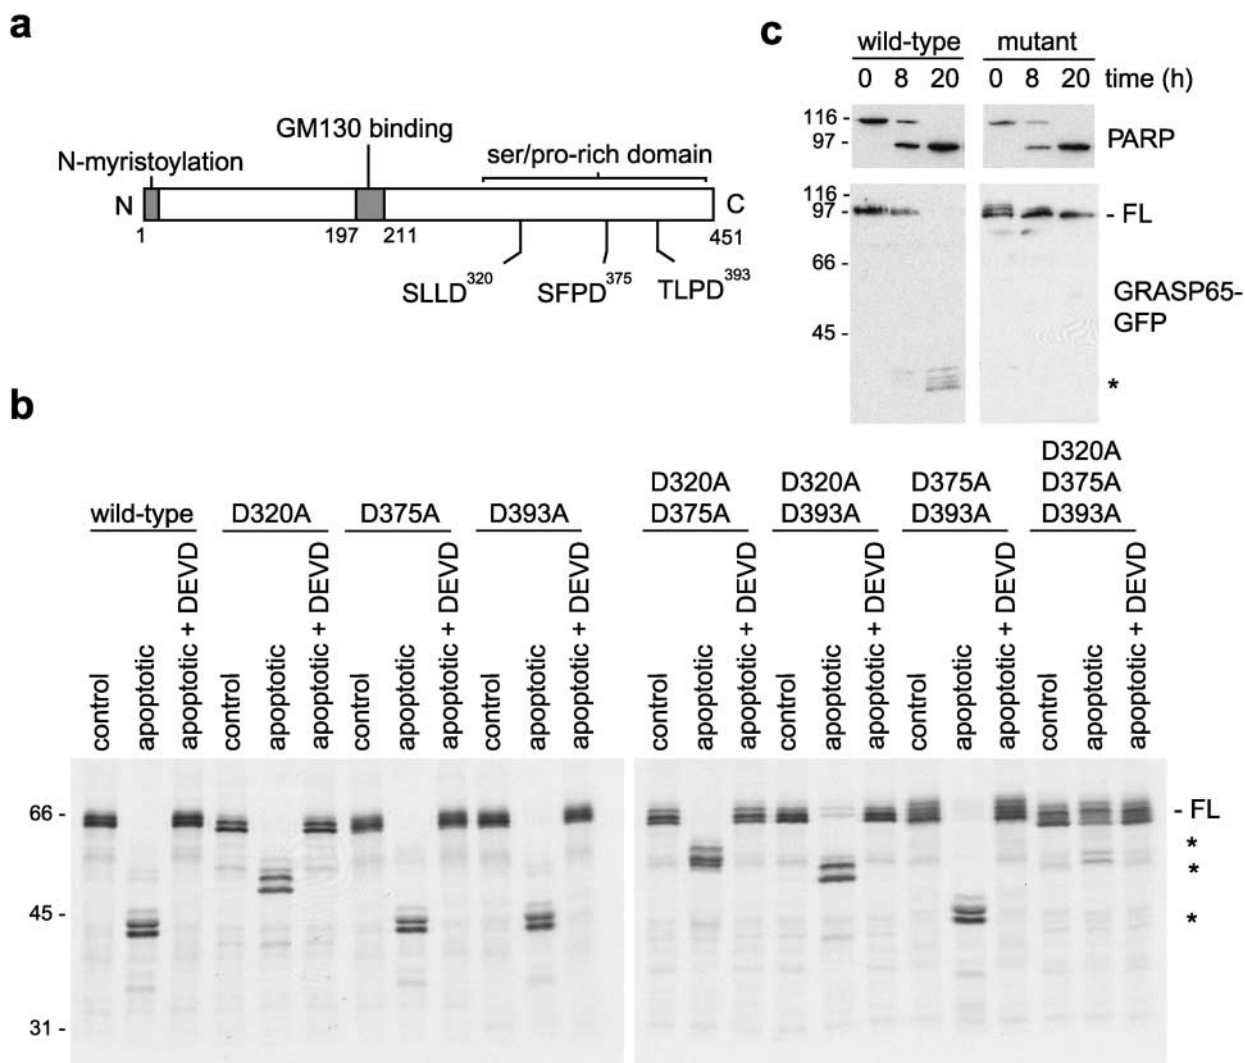 a
GM130 binding
N-myristoylation
ser/pro-rich domain
N
C
1
197
211
451
SLLD320
SFPD375
TLPD393
c
wild-type
mutant
0 8 20
0 8 20
time (h)
116 -
97 -
PARP
116 -
97 -
- FL
66 -
GRASP65-
GFP
45 -
*
b
wild-type
D320A
D375A
D393A
D320A
D375A
D320A
D393A
D375A
D393A
D320A
D375A
D393A
control
apoptotic
apoptotic + DEVD
control
apoptotic
apoptotic + DEVD
control
apoptotic
apoptotic + DEVD
control
apoptotic
apoptotic + DEVD
control
apoptotic
apoptotic + DEVD
control
apoptotic
apoptotic + DEVD
control
apoptotic
apoptotic + DEVD
control
apoptotic
apoptotic + DEVD
66 -
- FL
*
*
45 -
*
31 -